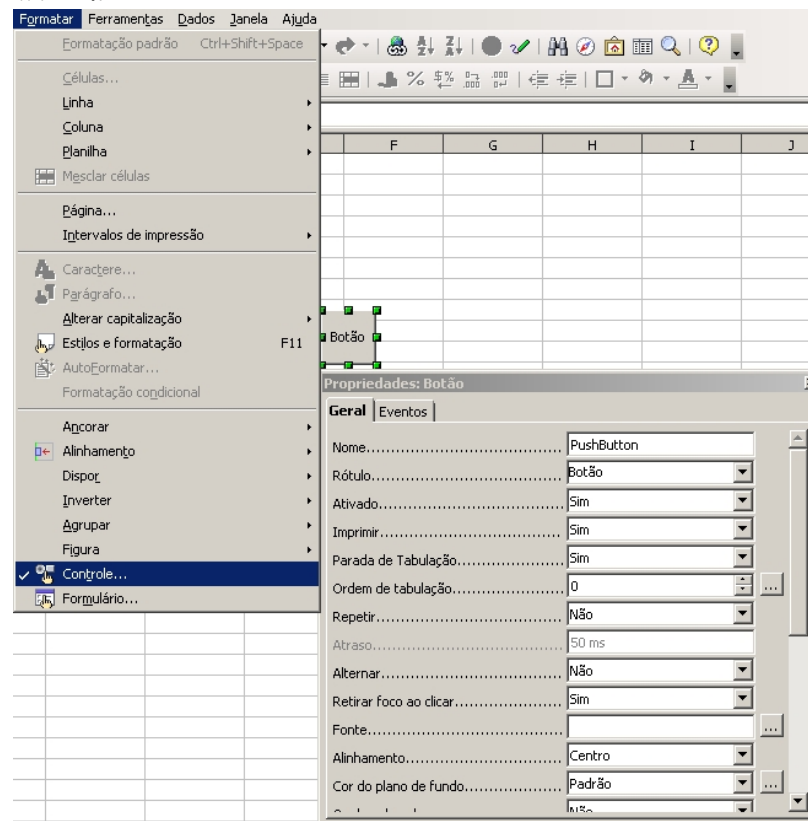 Formatar Ferramentas Dados Janela Ajuda
Formatação padrão Ctrl+Shift+Space
Células...
Linha
Coluna
Planilha
Mesclar células
Página...
Intervalos de impressão
Caractere...
Parágrafo...
Alterar capitalização
Estilos e formatação F11
AutoFormatar...
Formatação condicional
Ancorar
Alinhamento
Dispor
Inverter
Agrupar
Figura
Controle...
Formulário...
F G H I J
Botão
Propriedades: Botão
Geral Eventos
Nome PushButton
Rótulo Botão
Ativado Sim
Imprimir Sim
Parada de Tabulação Sim
Ordem de tabulação 0 ...
Repetir Não
Atraso 50 ms
Alternar Não
Retirar foco ao clicar Sim
Fonte ...
Alinhamento Centro
Cor do plano de fundo Padrão ...
Não